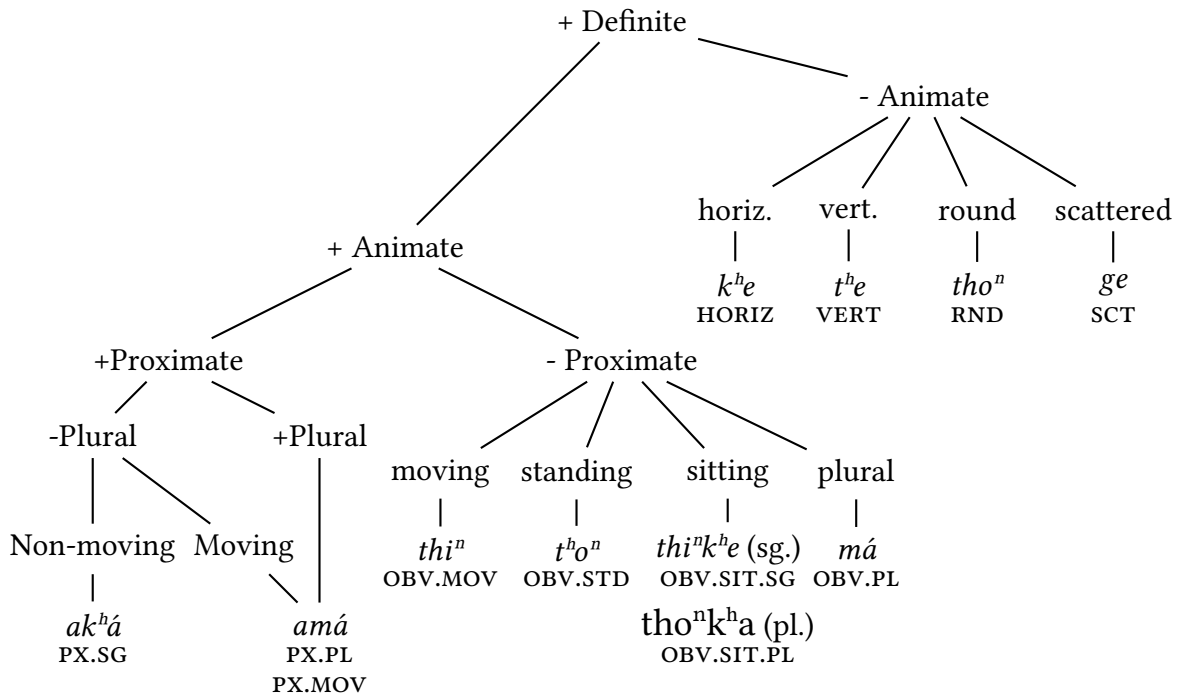 + Definite
- Animate
horiz. vert. round scattered
kʰe tʰe thoⁿ ge
HORIZ VERT RND SCT
+ Animate
+Proximate - Proximate
-Plural +Plural
moving standing sitting plural
Non-moving Moving
thiⁿ tʰoⁿ thiⁿkʰe (sg.) má
OBV.MOV OBV.STD OBV.SIT.SG OBV.PL
akʰá amá thoⁿkʰa (pl.)
PX.SG PX.PL OBV.SIT.PL
PX.MOV